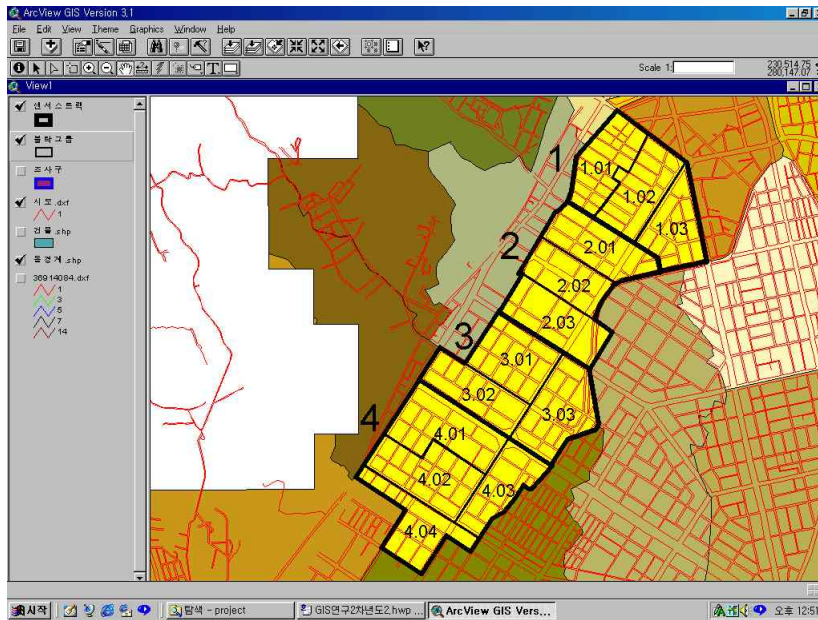 ArcView GIS Version 3.1
File Edit View Theme Graphics Window Help
Scale 1:
230,514.75
280,147.07
View1
센서스트랙
블락그룹
조사구
시포.dxf
1
건물.shp
동경계.shp
36914084.dxf
1
3
5
7
14
1
1.01
1.02
1.03
2
2.01
2.02
2.03
3
3.01
3.02
3.03
4
4.01
4.02
4.03
4.04
시작
탐색 - project
GIS연구2차년도2.hwp ...
ArcView GIS Vers...
오후 12:51